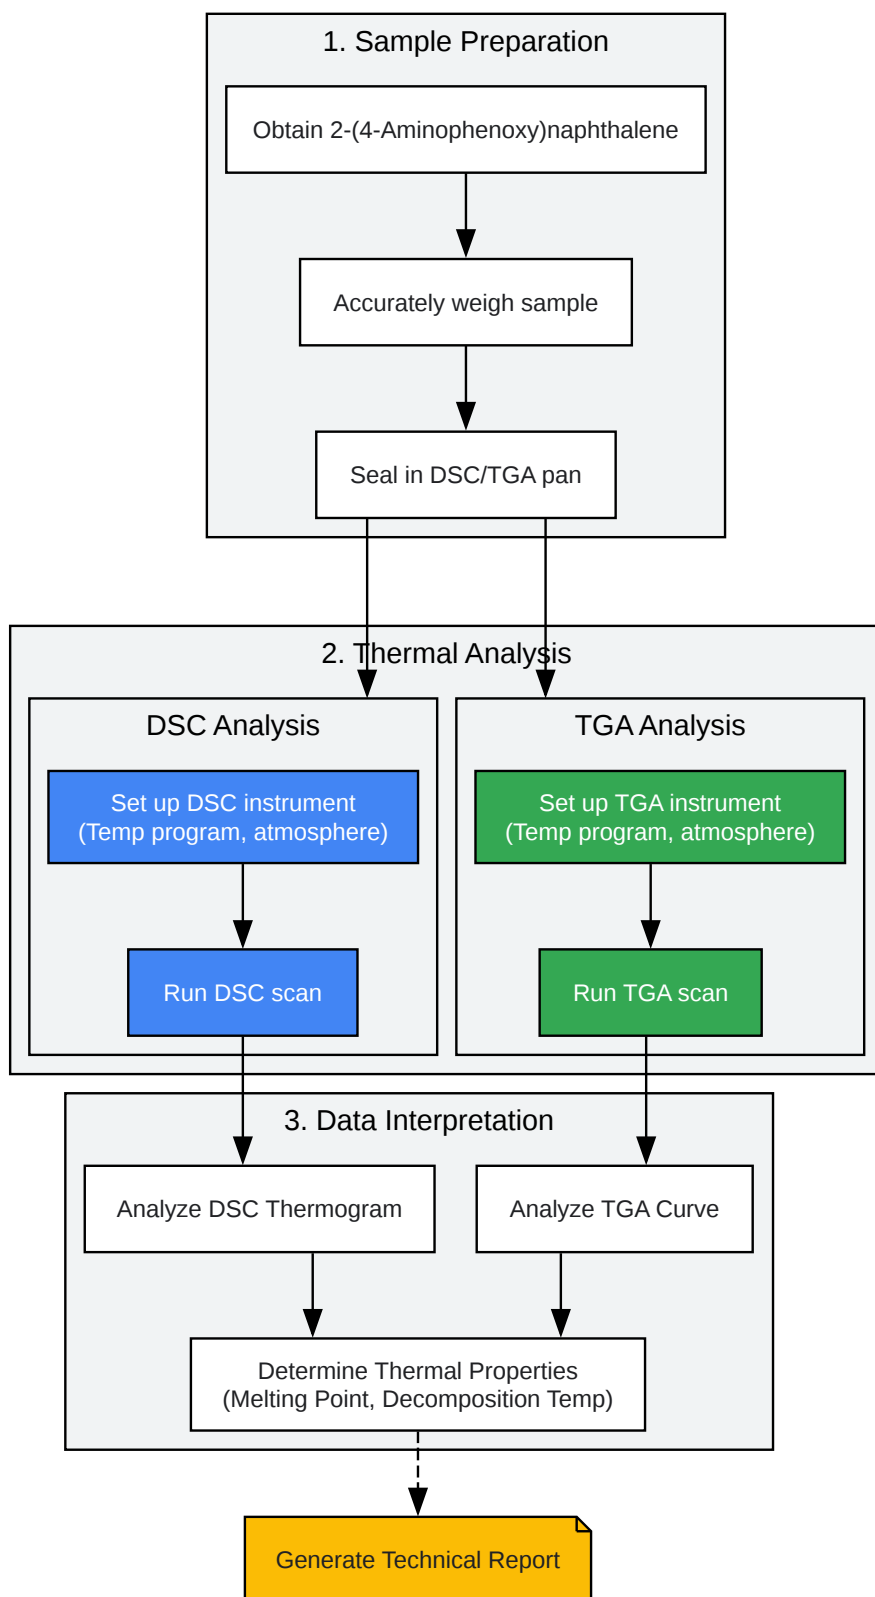 1. Sample Preparation
Obtain 2-(4-Aminophenoxy)naphthalene
Accurately weigh sample
Seal in DSC/TGA pan
2. Thermal Analysis
DSC Analysis
Set up DSC instrument
(Temp program, atmosphere)
Run DSC scan
TGA Analysis
Set up TGA instrument
(Temp program, atmosphere)
Run TGA scan
3. Data Interpretation
Analyze DSC Thermogram
Analyze TGA Curve
Determine Thermal Properties
(Melting Point, Decomposition Temp)
Generate Technical Report